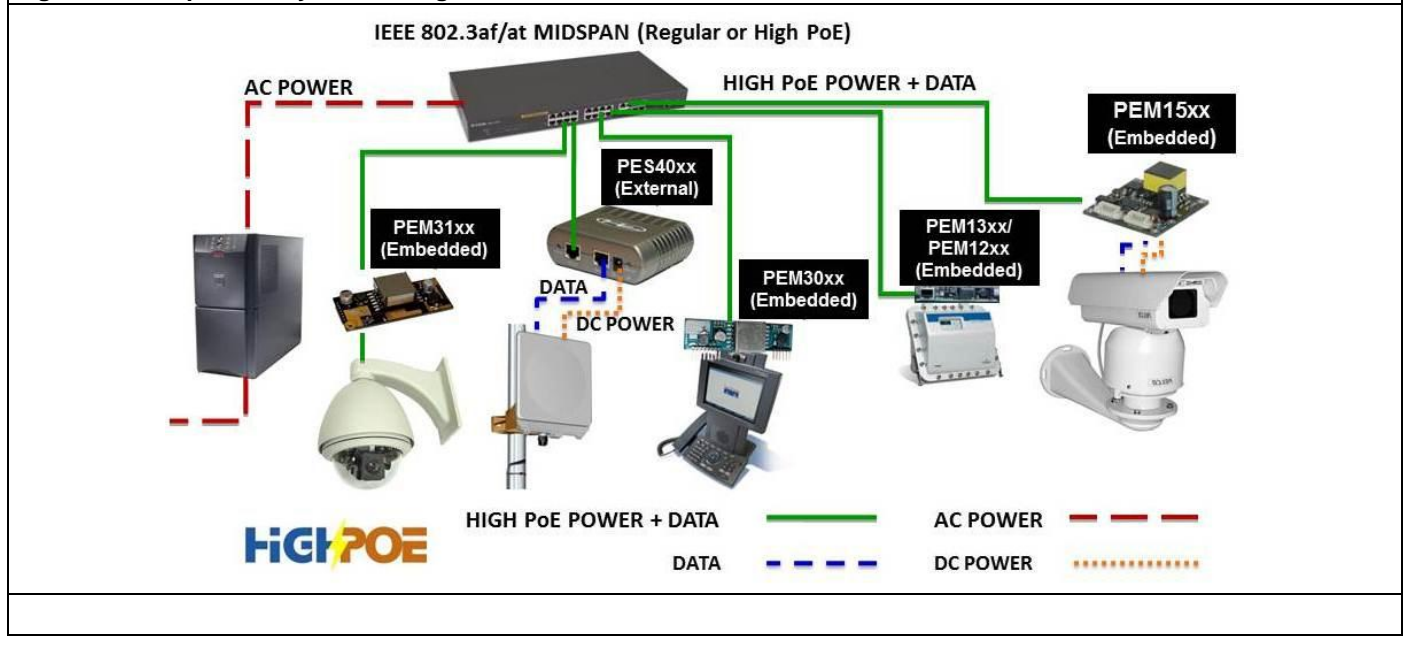 IEEE 802.3af/at MIDSPAN (Regular or High PoE)
AC POWER
HIGH PoE POWER + DATA
PEM15xx
(Embedded)
PES40xx
(External)
PEM31xx
(Embedded)
PEM13xx/
PEM12xx
(Embedded)
PEM30xx
(Embedded)
DATA
DC POWER
HIGH PoE POWER + DATA
AC POWER
DATA
DC POWER
HiGHPOE